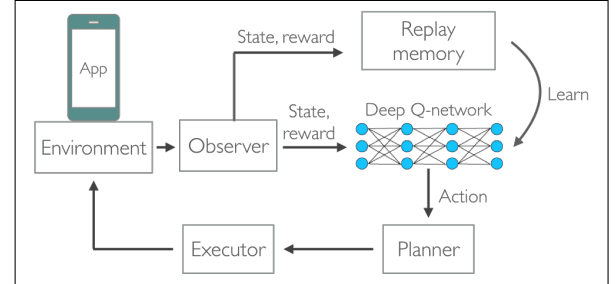 State, reward
Replay
memory
App
Learn
State,
reward
Deep Q-network
Environment
Observer
Action
Executor
Planner